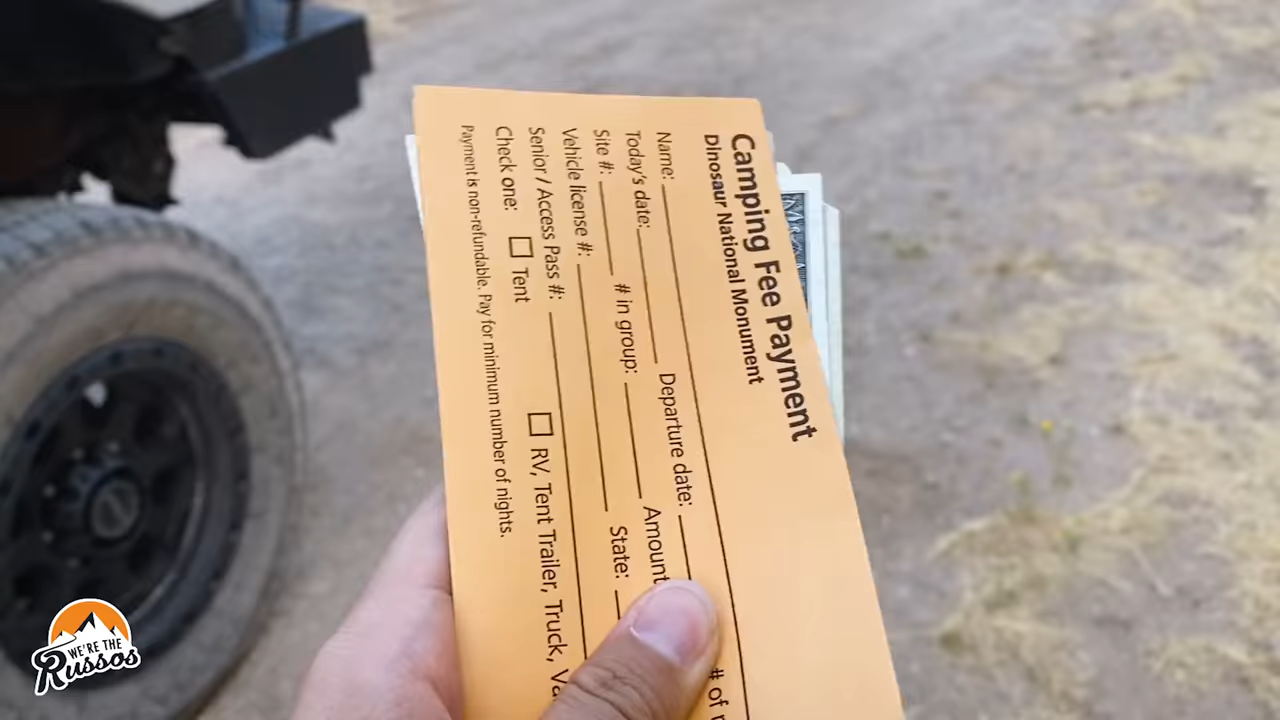 Camping Fee Payment
Dinosaur National Monument
Name:
Today's date: Departure date: # of
Site #: # in group: Amount
Vehicle license #: State:
Senior / Access Pass #:
Check one: Tent RV, Tent Trailer, Truck,
Payment is non-refundable. Pay for minimum number of nights.
WE'RE THE
Russos